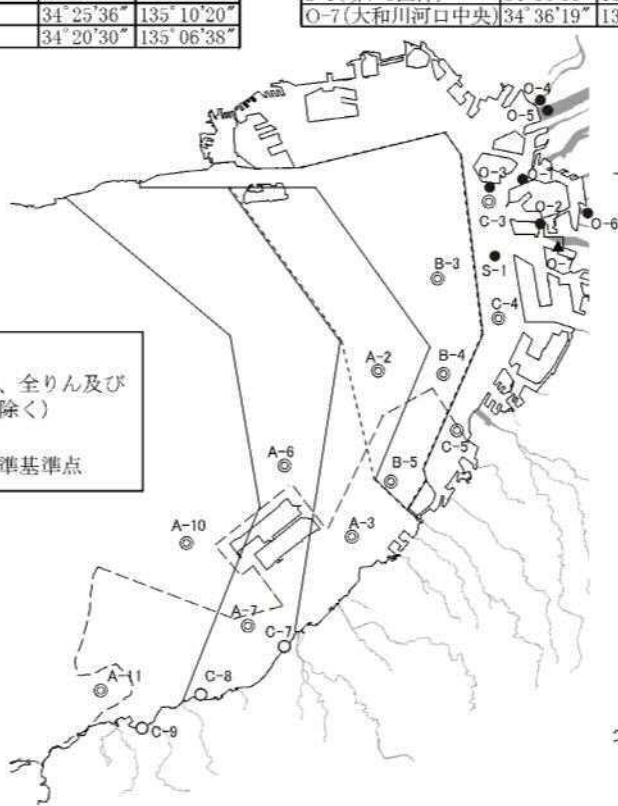 34°25'36" 135°10'20"
34°20'30" 135°06'38"
O-7(大和川河口中央) 34°36'19"
O-4
O-5
O-3
O-1
C-3
O-2
O-6
S-1
B-3
C-4
A-2
B-4
、全りん及び
除く)
準基準点
C-5
A-6
B-5
A-10
A-3
A-7
C-7
A-11
C-8
C-9